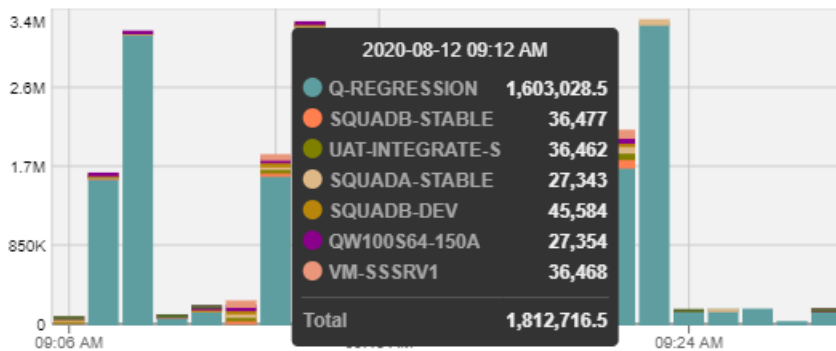 3.4M
2.6M
1.7M
850K
0
09:06 AM
09:24 AM
2020-08-12 09:12 AM
Q-REGRESSION 1,603,028.5
SQUADB-STABLE 36,477
UAT-INTEGRATE-S 36,462
SQUADA-STABLE 27,343
SQUADB-DEV 45,584
QW100S64-150A 27,354
VM-SSSRV1 36,468
Total 1,812,716.5